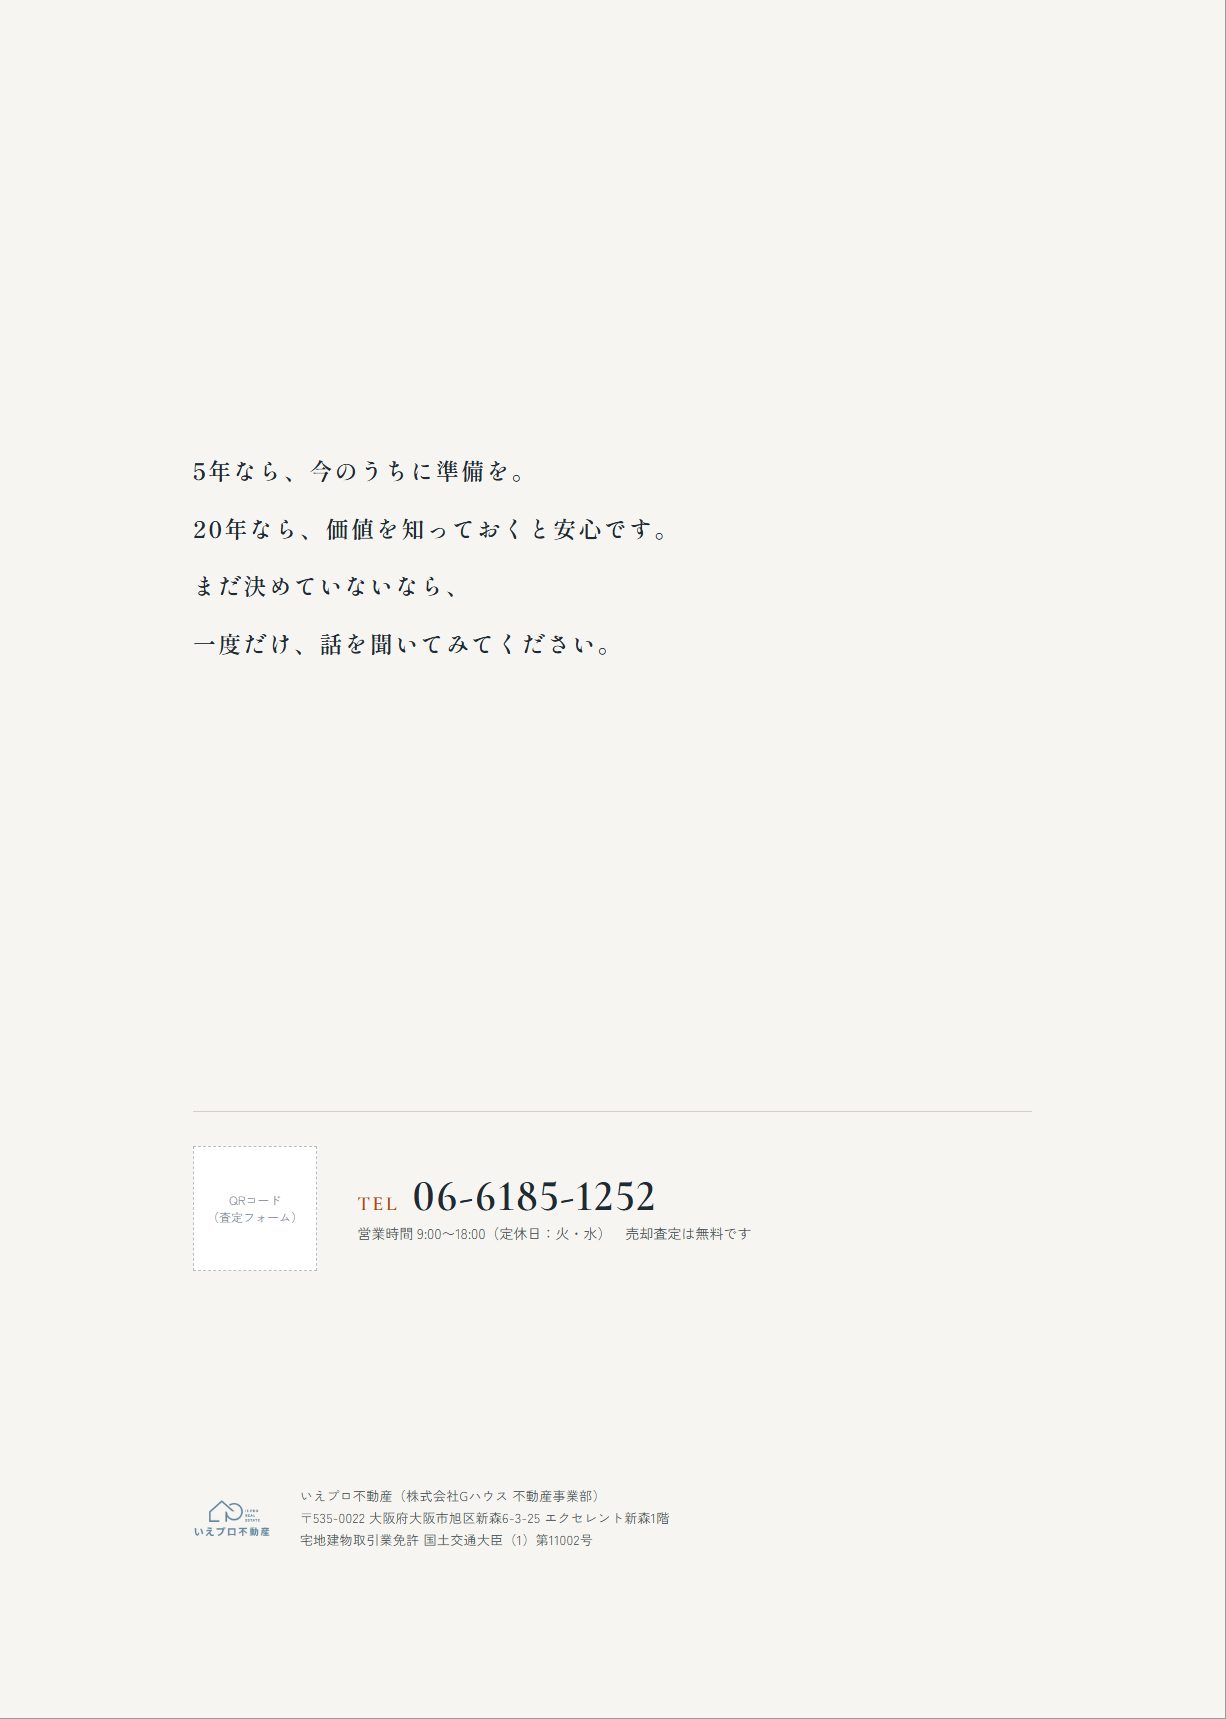 5年なら、今のうちに準備を。
20年なら、価値を知っておくと安心です。
まだ決めていないなら、
一度だけ、話を聞いてみてください。
QRコード
（査定フォーム）
TEL 06-6185-1252
営業時間 9:00〜18:00（定休日：火・水） 売却査定は無料です
いえプロ不動産
いえプロ不動産（株式会社Gハウス 不動産事業部）
〒535-0022 大阪府大阪市旭区新森6-3-25 エクセレント新森1階
宅地建物取引業免許 国土交通大臣（1）第11002号